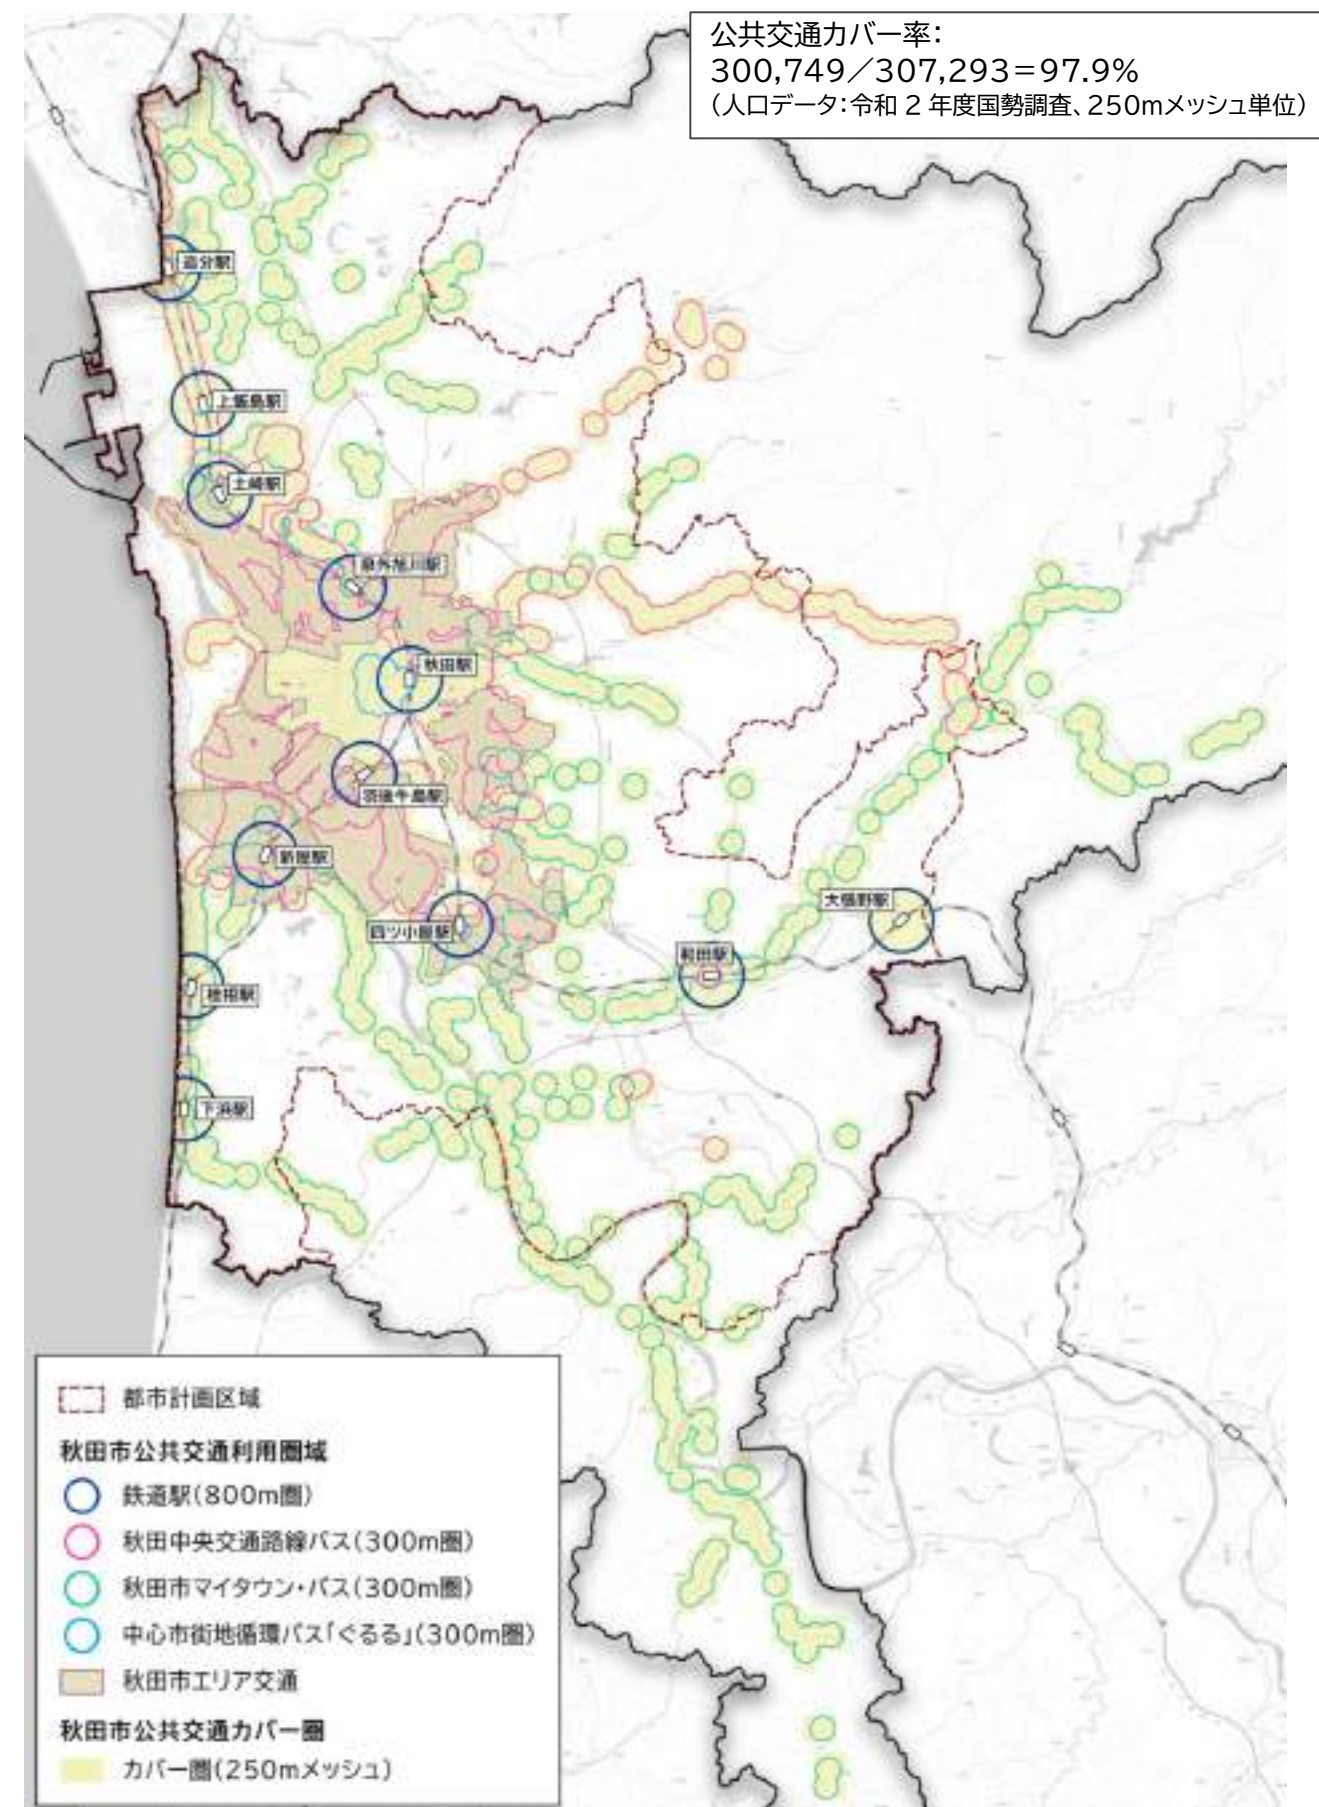 公共交通カバー率：
300,749／307,293＝97.9%
（人口データ：令和２年度国勢調査、250mメッシュ単位）
追分駅
上飯島駅
土崎駅
泉外旭川駅
秋田駅
羽後牛島駅
新屋駅
大張野駅
四ツ小屋駅
和田駅
桂根駅
下浜駅
都市計画区域
秋田市公共交通利用圏域
鉄道駅（800m圏）
秋田中央交通路線バス（300m圏）
秋田市マイタウン・バス（300m圏）
中心市街地循環バス「ぐるる」（300m圏）
秋田市エリア交通
秋田市公共交通カバー圏
カバー圏（250mメッシュ）